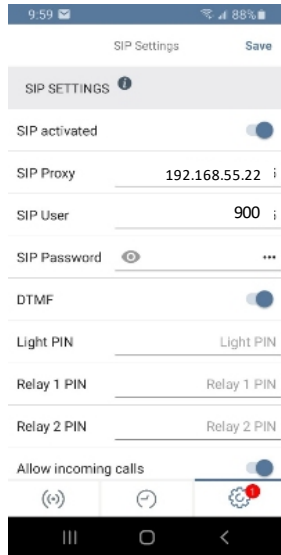 9:59 88%
SIP Settings Save
SIP SETTINGS i
SIP activated
SIP Proxy 192.168.55.22 i
SIP User 900 i
SIP Password •••
DTMF
Light PIN Light PIN
Relay 1 PIN Relay 1 PIN
Relay 2 PIN Relay 2 PIN
Allow incoming calls
1